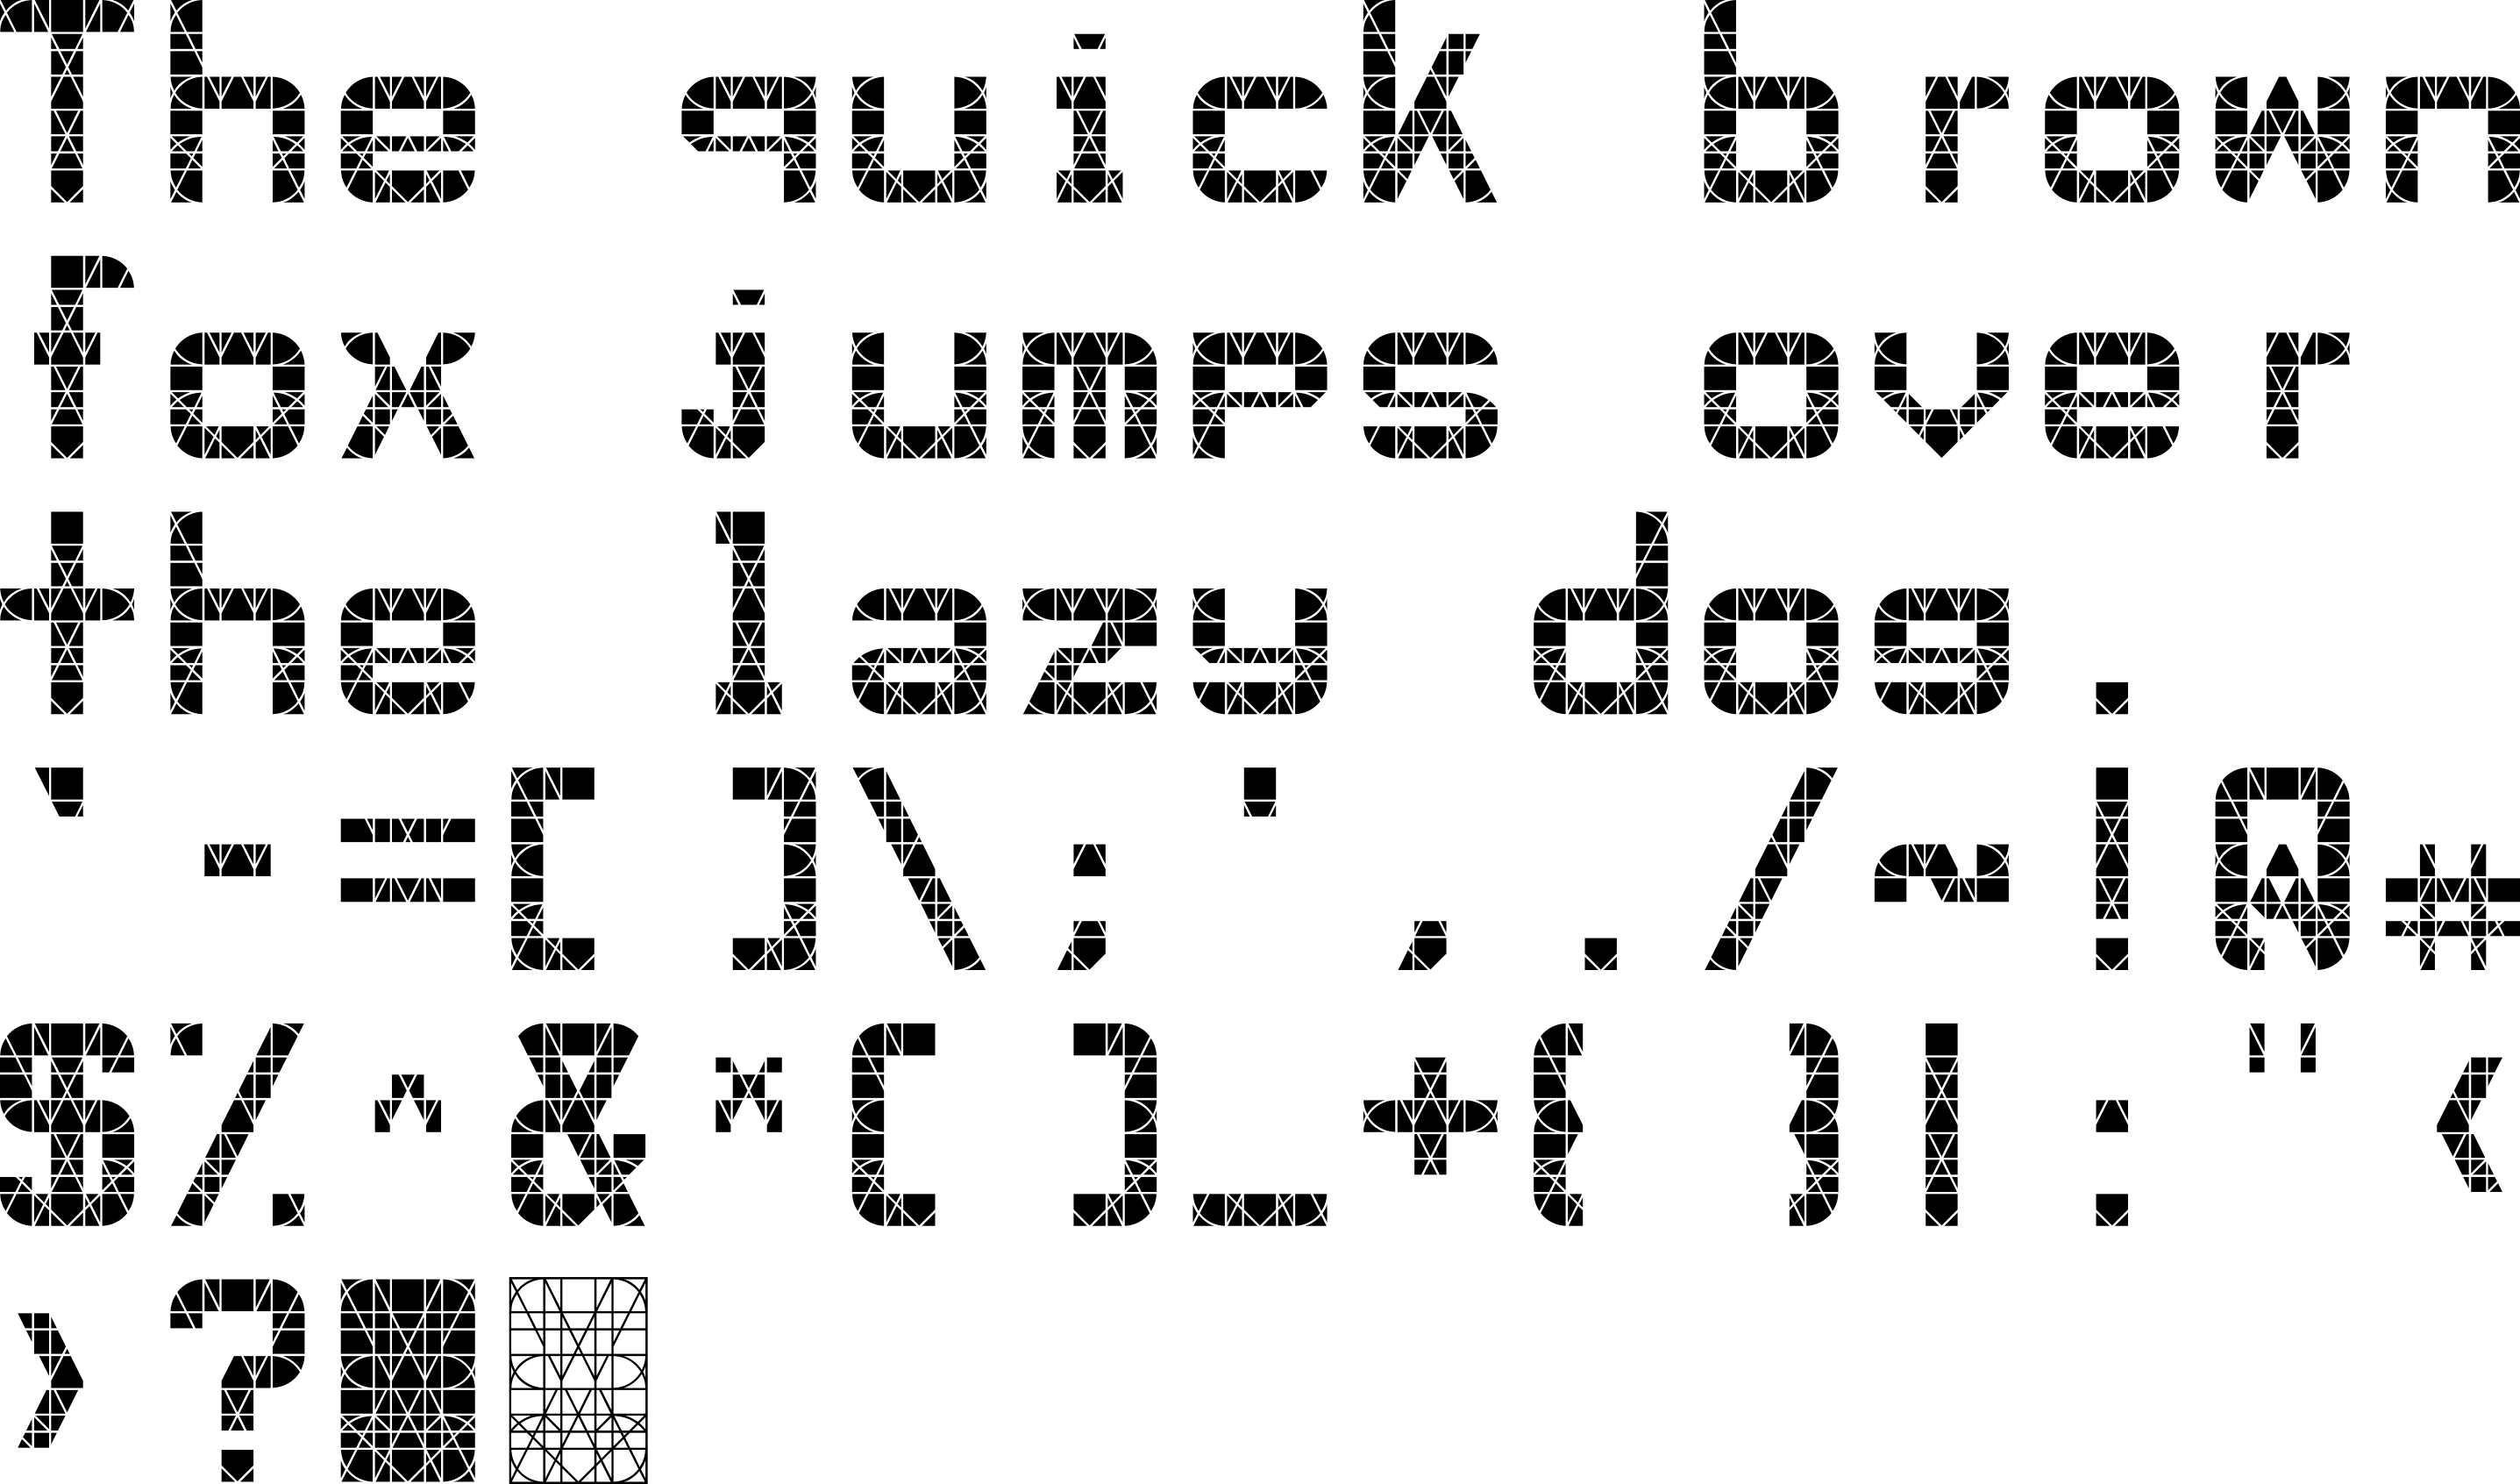 The quick brown
fox jumps over
the lazy dog.
`-=[]\;',./~!@#
$%^&*()_+{}|:"<
>?